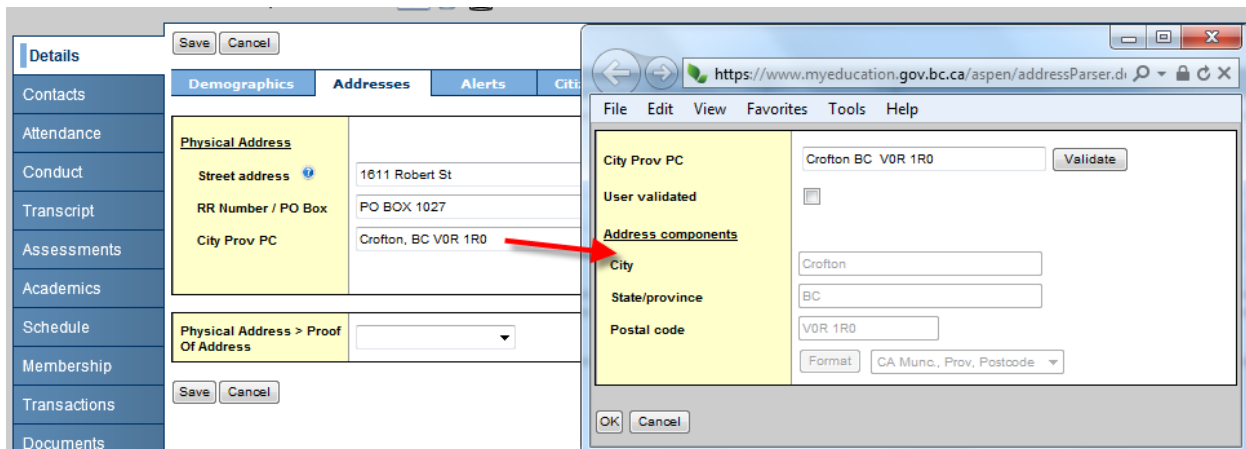 Save Cancel
Demographics Addresses Alerts
Details
Contacts
Attendance
Conduct
Transcript
Assessments
Academics
Schedule
Membership
Transactions
Documents
Physical Address
Street address 1611 Robert St
RR Number / PO Box PO BOX 1027
City Prov PC Crofton, BC V0R 1R0
Physical Address > Proof
Of Address
Save Cancel
https://www.myeducation.gov.bc.ca/aspen/addressParser.d
File Edit View Favorites Tools Help
City Prov PC Crofton BC V0R 1R0 Validate
User validated
Address components
City Crofton
State/province BC
Postal code V0R 1R0
Format CA Munc., Prov, Postcode
OK Cancel